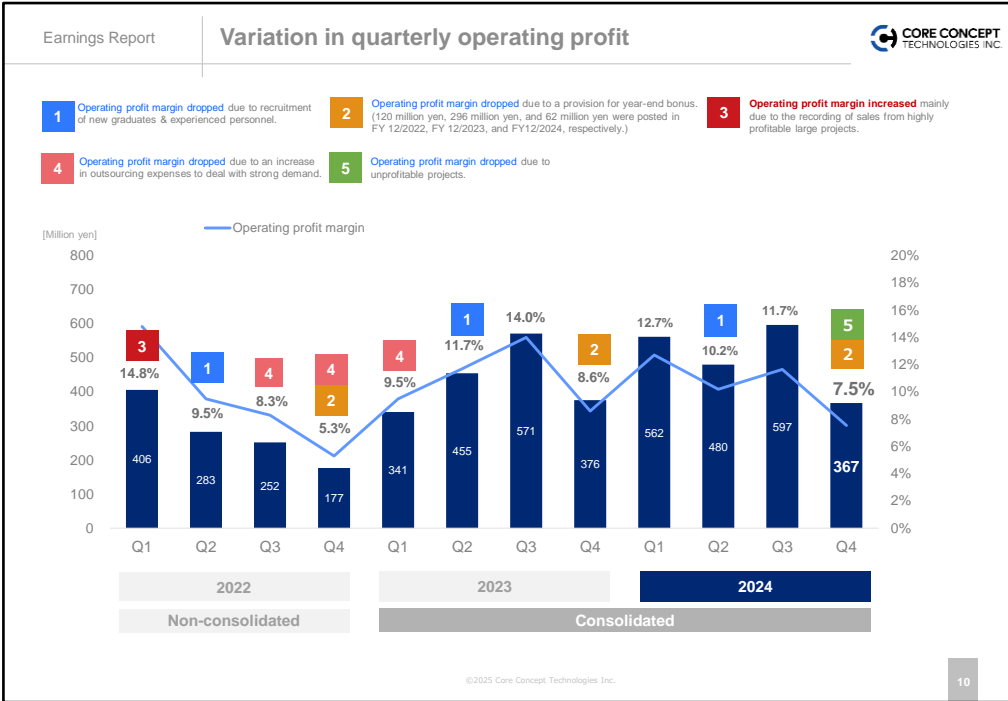 Earnings Report
Variation in quarterly operating profit
CORE CONCEPT
TECHNOLOGIES INC.
1
Operating profit margin dropped due to recruitment
of new graduates & experienced personnel.
2
Operating profit margin dropped due to a provision for year-end bonus.
(120 million yen, 296 million yen, and 62 million yen were posted in
FY 12/2022, FY 12/2023, and FY12/2024, respectively.)
3
Operating profit margin increased mainly
due to the recording of sales from highly
profitable large projects.
4
Operating profit margin dropped due to an increase
in outsourcing expenses to deal with strong demand.
5
Operating profit margin dropped due to
unprofitable projects.
[Million yen]
Operating profit margin
800
700
600
500
400
300
200
100
0
20%
18%
16%
14%
12%
10%
8%
6%
4%
2%
0%
3
14.8%
406
1
9.5%
283
4
8.3%
252
4
2
5.3%
177
4
9.5%
341
1
11.7%
455
14.0%
571
2
8.6%
376
12.7%
562
1
10.2%
480
11.7%
597
5
2
7.5%
367
Q1 Q2 Q3 Q4 Q1 Q2 Q3 Q4 Q1 Q2 Q3 Q4
2022 2023 2024
Non-consolidated Consolidated
©2025 Core Concept Technologies Inc.
10